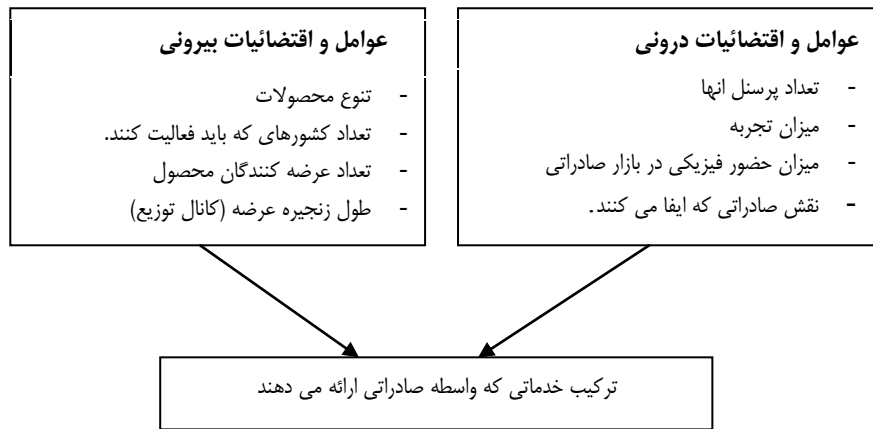 عوامل و اقتضائیات درونی
- تعداد پرسنل انها
- میزان تجربه
- میزان حضور فیزیکی در بازار صادراتی
- نقش صادراتی که ایفا می کنند.
عوامل و اقتضائیات بیرونی
- تنوع محصولات
- تعداد کشورهای که باید فعالیت کنند.
- تعداد عرضه کنندگان محصول
- طول زنجیره عرضه (کانال توزیع)
ترکیب خدماتی که واسطه صادراتی ارائه می دهند